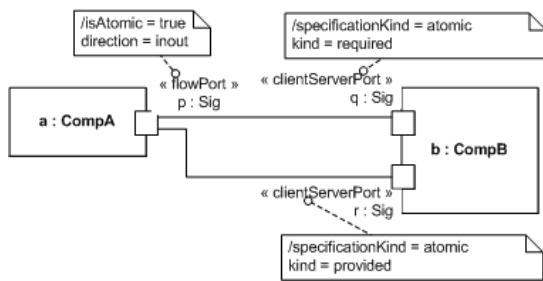 /isAtomic = true
direction = inout
/specificationKind = atomic
kind = required
« flowPort »
p : Sig
« clientServerPort »
q : Sig
a : CompA
b : CompB
« clientServerPort »
r : Sig
/specificationKind = atomic
kind = provided